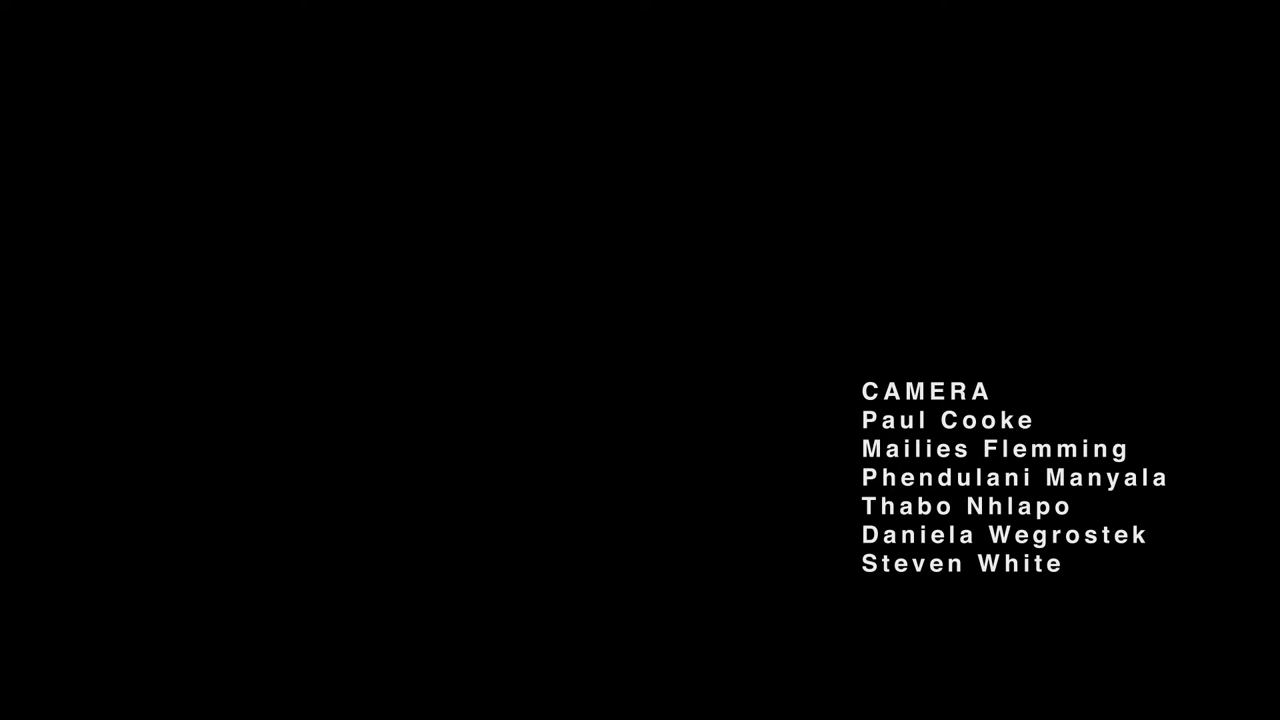 CAMERA
Paul Cooke
Mailies Flemming
Phendulani Manyala
Thabo Nhlapo
Daniela Wegrostek
Steven White